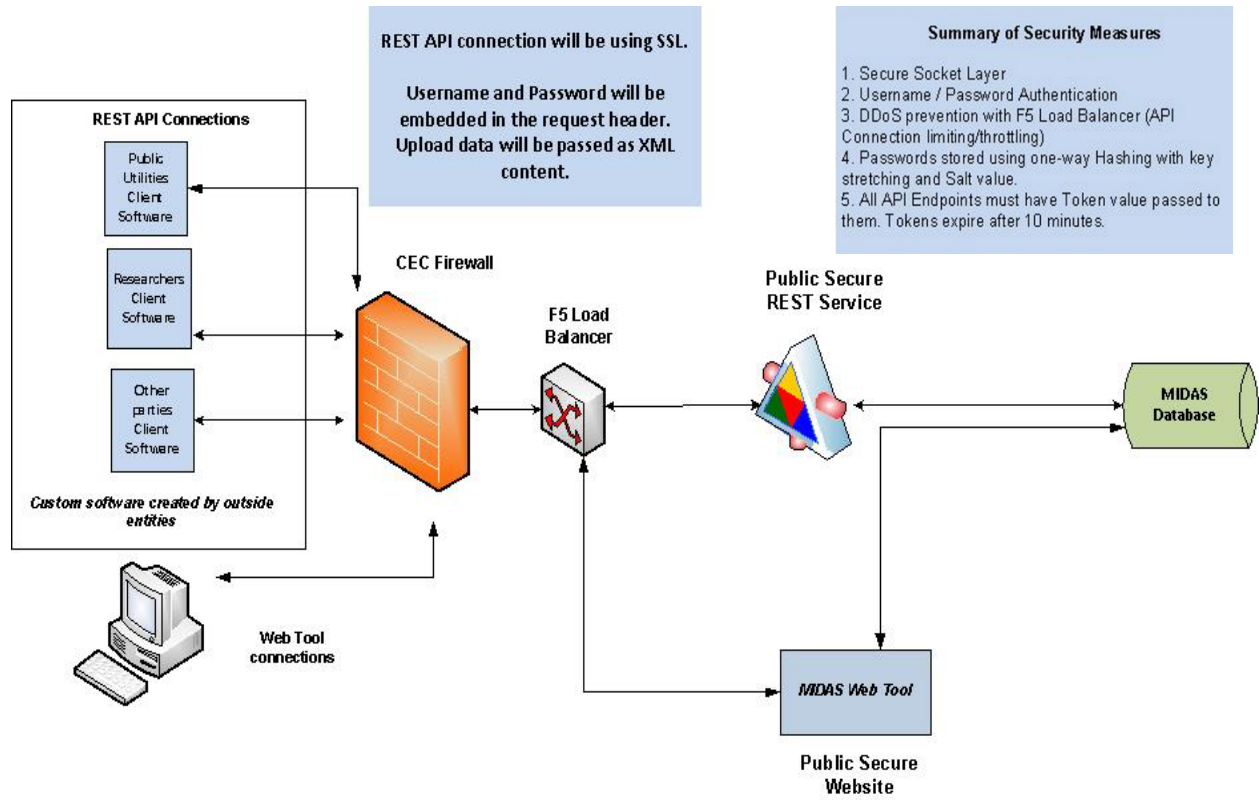 REST API connection will be using SSL.
Username and Password will be
embedded in the request header.
Upload data will be passed as XML
content.
Summary of Security Measures
1. Secure Socket Layer
2. Username / Password Authentication
3. DDoS prevention with F5 Load Balancer (API
Connection limiting/throttling)
4. Passwords stored using one-way Hashing with key
stretching and Salt value.
5. All API Endpoints must have Token value passed to
them. Tokens expire after 10 minutes.
REST API Connections
Public
Utilities
Client
Software
Researchers
Client
Software
Other
parties
Client
Software
Custom software created by outside
entities
CEC Firewall
F5 Load
Balancer
Public Secure
REST Service
MIDAS
Database
Web Tool
connections
MIDAS Web Tool
Public Secure
Website